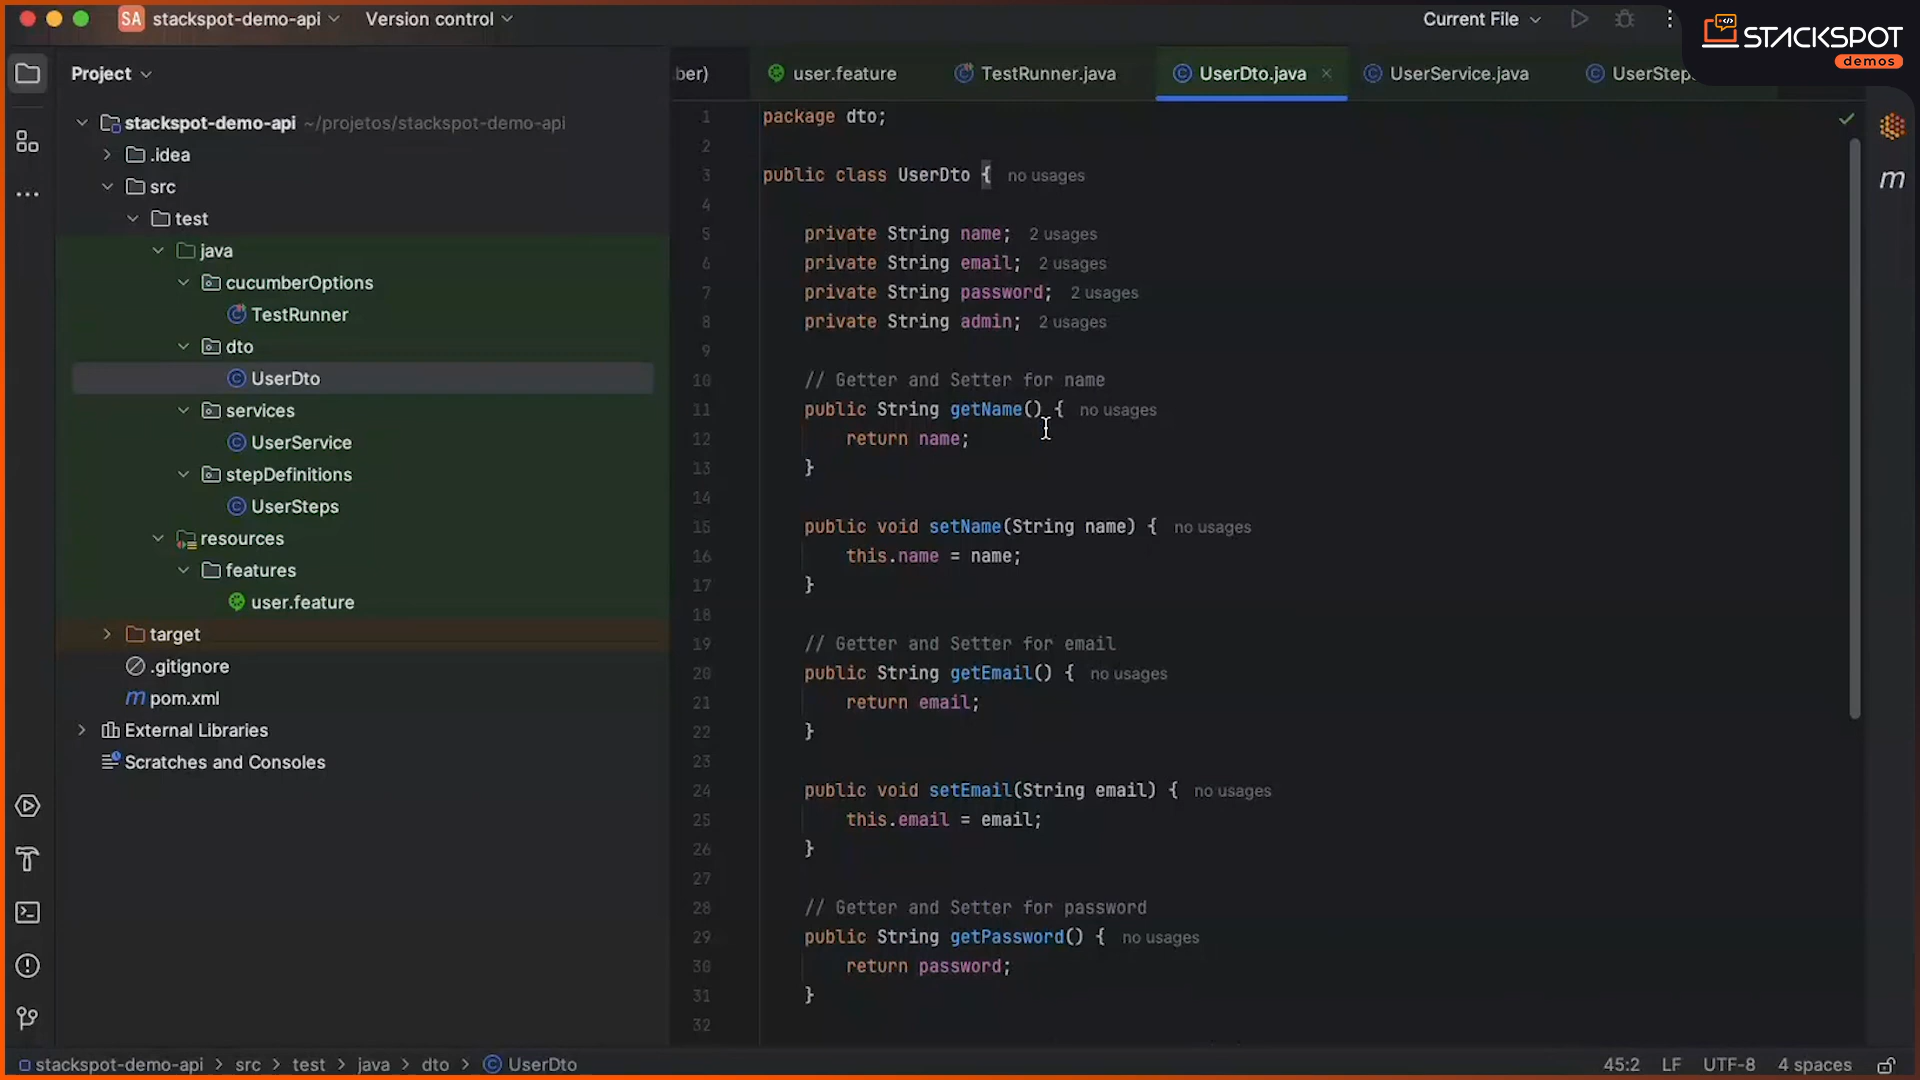 SA stackspot-demo-api Version control Current File
STACKSPOT
demos
Project
.ber) user.feature TestRunner.java UserDto.java UserService.java UserStep
stackspot-demo-api ~/projetos/stackspot-demo-api
.idea
src
test
java
cucumberOptions
TestRunner
dto
UserDto
services
UserService
stepDefinitions
UserSteps
resources
features
user.feature
target
.gitignore
m pom.xml
External Libraries
Scratches and Consoles
1 package dto;
2
3 public class UserDto { no usages
4
5 private String name; 2 usages
6 private String email; 2 usages
7 private String password; 2 usages
8 private String admin; 2 usages
9
10 // Getter and Setter for name
11 public String getName() { no usages
12 return name;
13 }
14
15 public void setName(String name) { no usages
16 this.name = name;
17 }
18
19 // Getter and Setter for email
20 public String getEmail() { no usages
21 return email;
22 }
23
24 public void setEmail(String email) { no usages
25 this.email = email;
26 }
27
28 // Getter and Setter for password
29 public String getPassword() { no usages
30 return password;
31 }
32
m
stackspot-demo-api > src > test > java > dto > UserDto
45:2 LF UTF-8 4 spaces